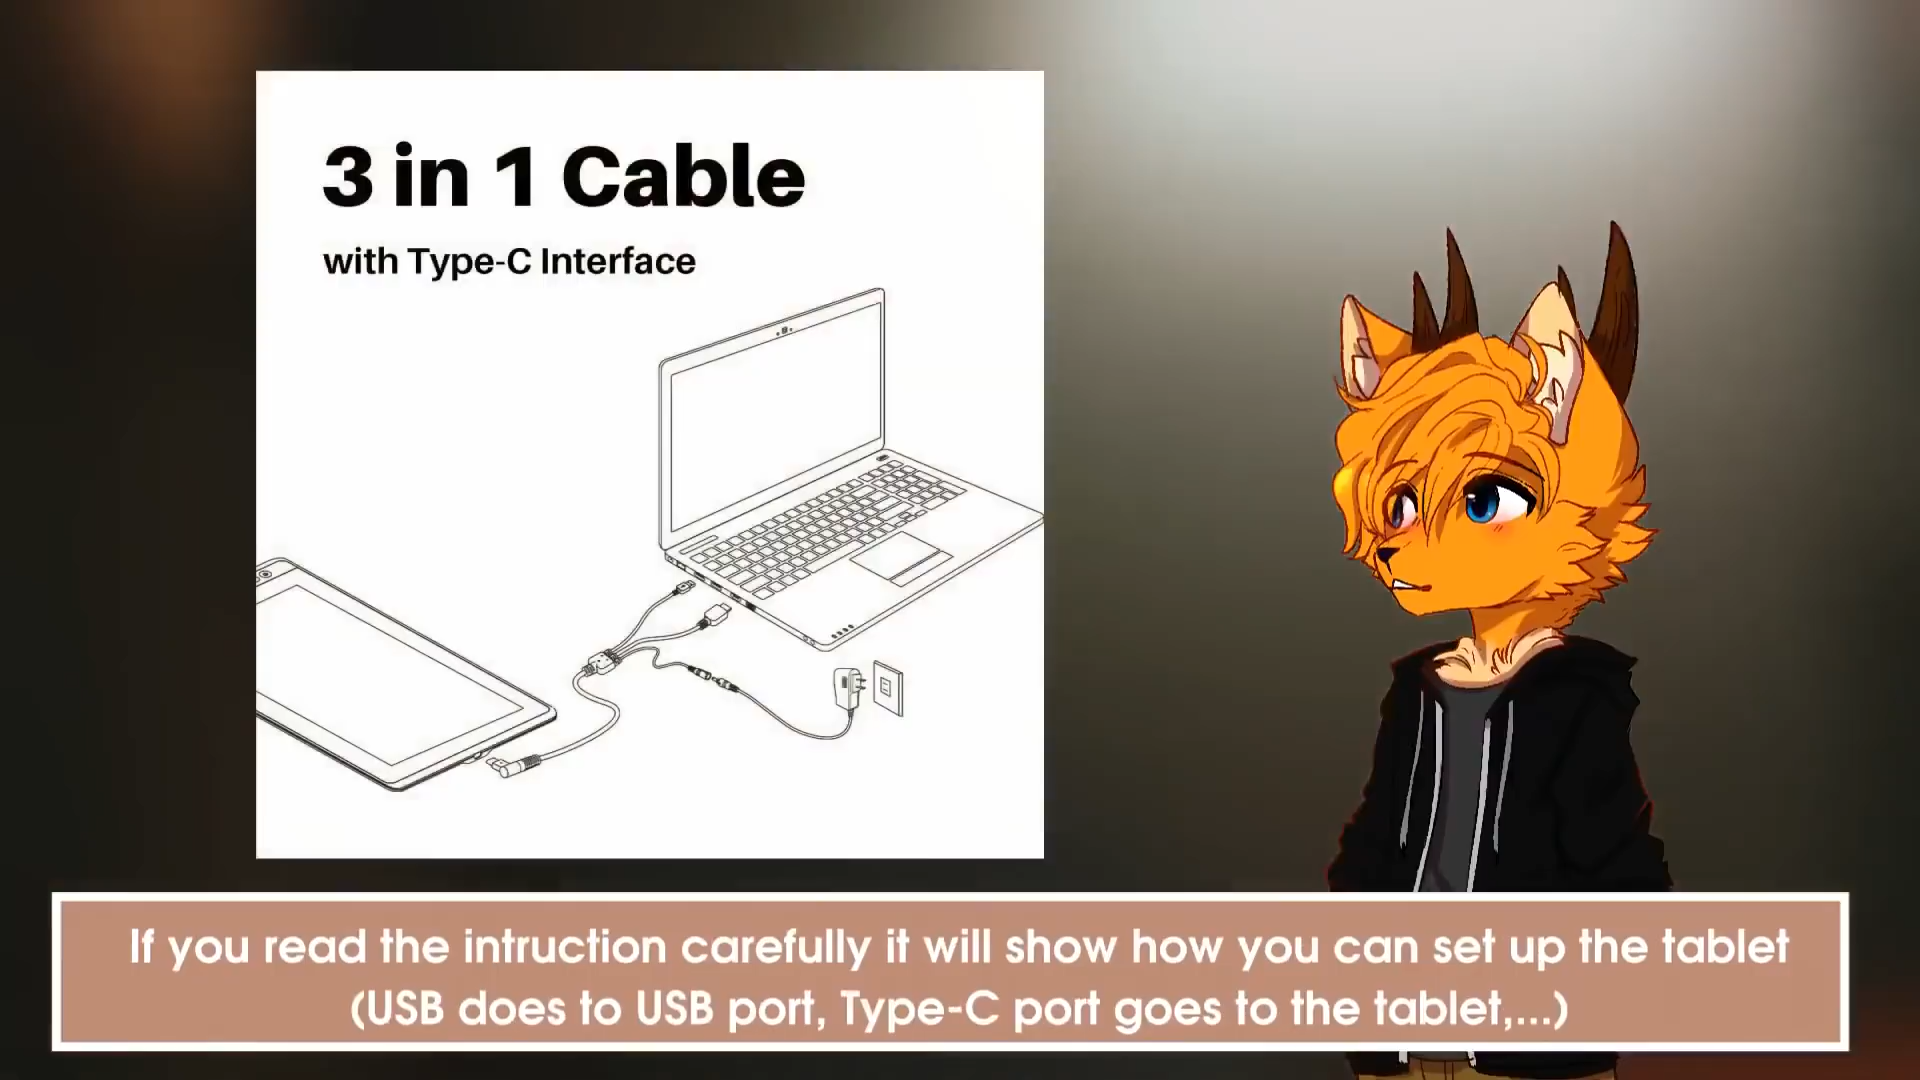 3 in 1 Cable
with Type-C Interface
If you read the intruction carefully it will show how you can set up the tablet
(USB does to USB port, Type-C port goes to the tablet,...)